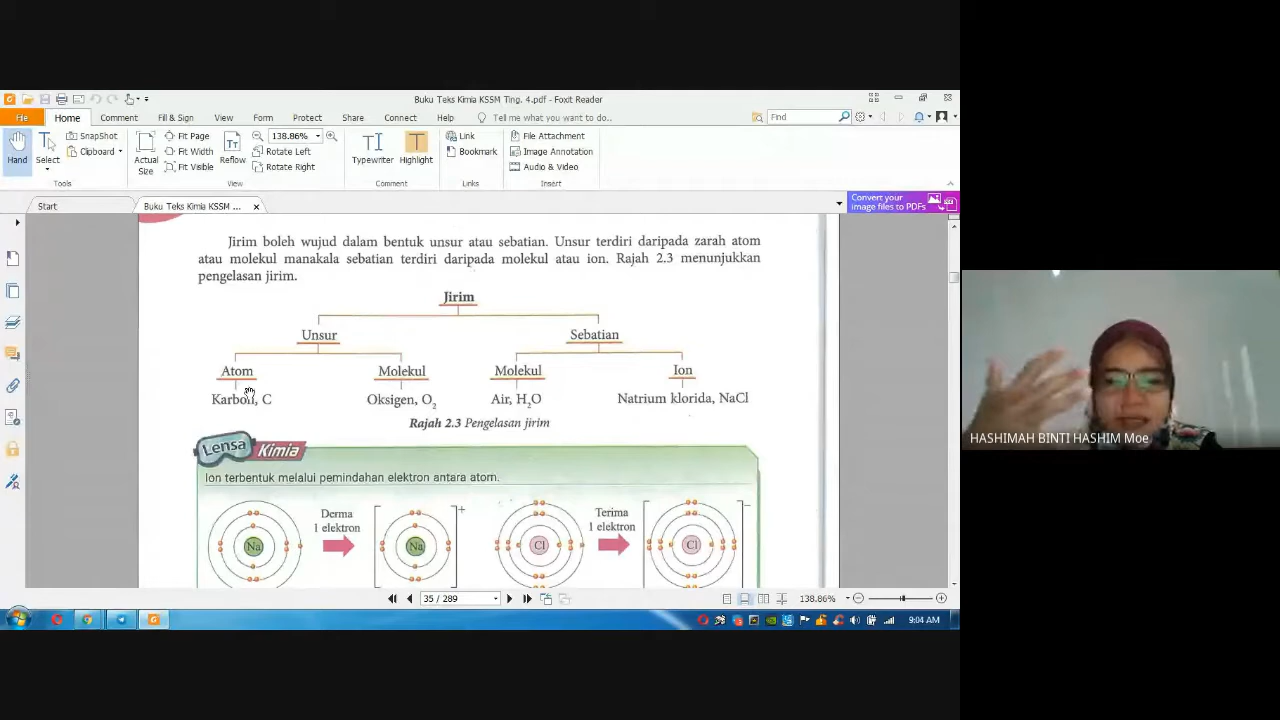 Buku Teks Kimia KSSM Ting. 4.pdf - Foxit Reader
File Home Comment Fill & Sign View Form Protect Share Connect Help Tell me what you want to do.. Find
Hand
Select
SnapShot
Clipboard
Tools
Actual Size
Fit Page
Fit Width
Fit Visible
Reflow
138.86%
Rotate Left
Rotate Right
View
Typewriter
Highlight
Comment
Link
Bookmark
Links
File Attachment
Image Annotation
Audio & Video
Insert
Start
Buku Teks Kimia KSSM ...
Convert your
image files to PDFs
Jirim boleh wujud dalam bentuk unsur atau sebatian. Unsur terdiri daripada zarah atom
atau molekul manakala sebatian terdiri daripada molekul atau ion. Rajah 2.3 menunjukkan
pengelasan jirim.
Jirim
Unsur Sebatian
Atom Molekul Molekul Ion
Karbon, C Oksigen, O₂ Air, H₂O Natrium klorida, NaCl
Rajah 2.3 Pengelasan jirim
Lensa Kimia
Ion terbentuk melalui pemindahan elektron antara atom.
Derma
1 elektron
Terima
1 elektron
Na Na + Cl Cl −
HASHIMAH BINTI HASHIM Moe
35 / 289
138.86%
9:04 AM